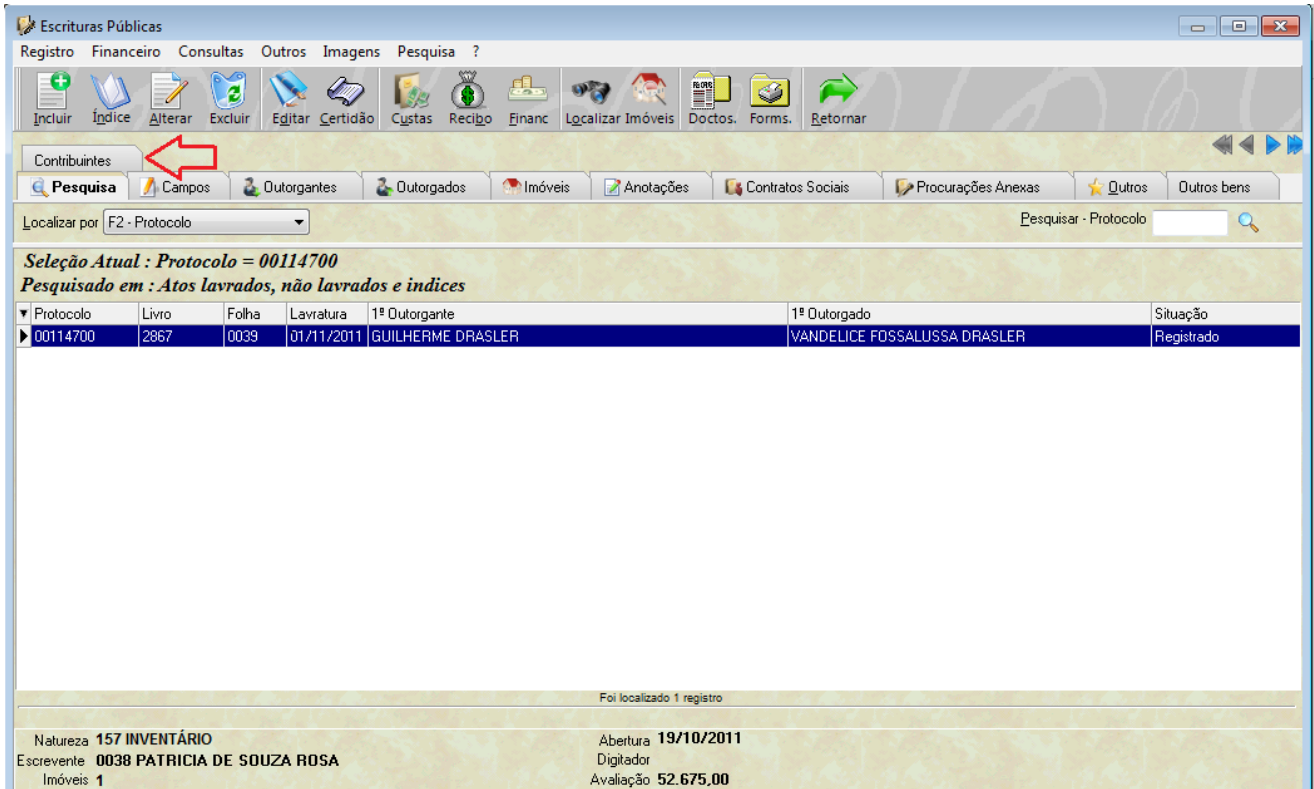 Escrituras Públicas
Registro Financeiro Consultas Outros Imagens Pesquisa ?
Incluir Índice Alterar Excluir Editar Certidão Custas Recibo Financ Localizar Imóveis Doctos. Forms. Retornar
Contribuintes
Pesquisa Campos Outorgantes Outorgados Imóveis Anotações Contratos Sociais Procurações Anexas Outros Outros bens
Localizar por F2 - Protocolo Pesquisar - Protocolo
Seleção Atual : Protocolo = 00114700
Pesquisado em : Atos lavrados, não lavrados e indices
Protocolo Livro Folha Lavratura 1º Outorgante 1º Outorgado Situação
00114700 2867 0039 01/11/2011 GUILHERME DRASLER VANDELICE FOSSALUSSA DRASLER Registrado
Foi localizado 1 registro
Natureza 157 INVENTÁRIO Abertura 19/10/2011
Escrevente 0038 PATRICIA DE SOUZA ROSA Digitador
Imóveis 1 Avaliação 52.675,00